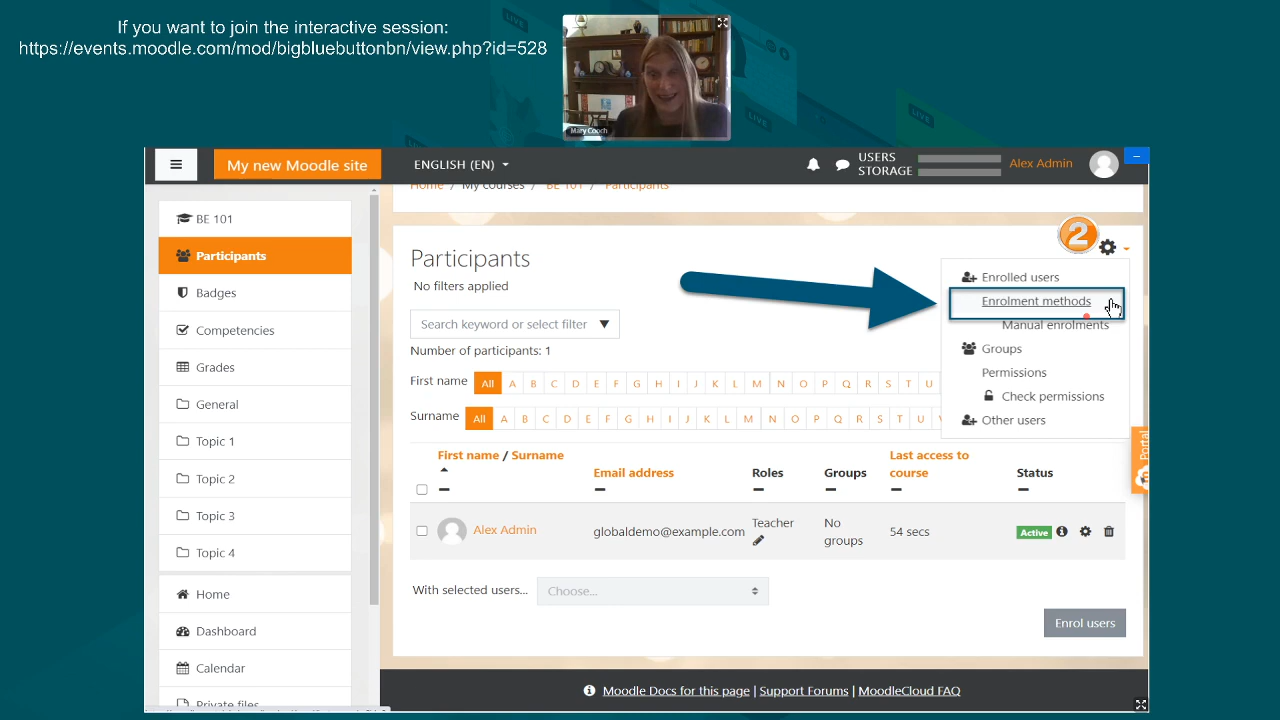 If you want to join the interactive session:
https://events.moodle.com/mod/bigbluebuttonbn/view.php?id=528
Mary Cooch
My new Moodle site
ENGLISH (EN)
USERS
STORAGE
Alex Admin
Home / My courses / BE 101 / Participants
BE 101
Participants
Badges
Competencies
Grades
General
Topic 1
Topic 2
Topic 3
Topic 4
Home
Dashboard
Calendar
Private files
Participants
No filters applied
Search keyword or select filter
Number of participants: 1
First name All A B C D E F G H I J K L M N O P Q R S T U
Surname All A B C D E F G H I J K L M N O P Q R S T U
2
Enrolled users
Enrolment methods
Manual enrolments
Groups
Permissions
Check permissions
Other users
Portal
First name / Surname
Email address
Roles
Groups
Last access to
course
Status
Alex Admin
globaldemo@example.com
Teacher
No
groups
54 secs
Active
With selected users...
Choose...
Enrol users
Moodle Docs for this page | Support Forums | MoodleCloud FAQ
LIVE
LIVE
LIVE